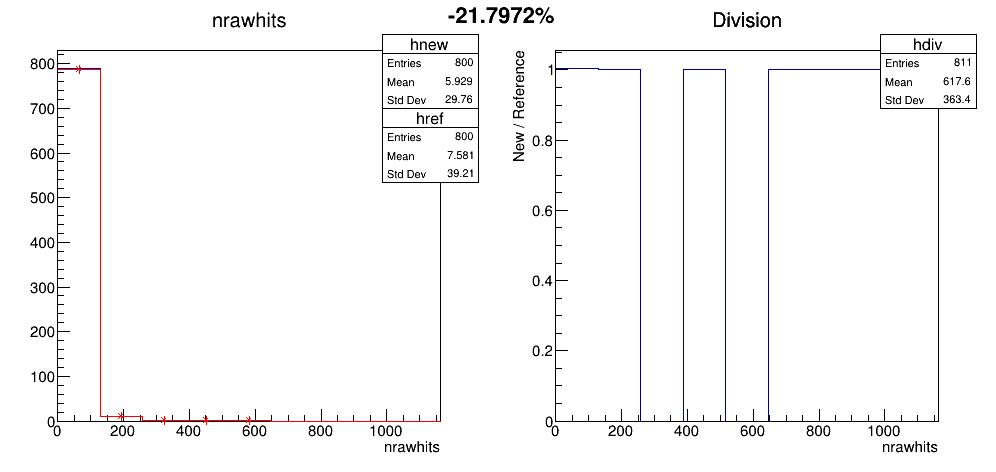 -21.7972%
nrawhits
hnew
Entries 800
Mean 5.929
Std Dev 29.76
href
Entries 800
Mean 7.581
Std Dev 39.21
800
700
600
500
400
300
200
100
0
0 200 400 600 800 1000
nrawhits
Division
hdiv
Entries 811
Mean 617.6
Std Dev 363.4
New / Reference
1
0.8
0.6
0.4
0.2
0
0 200 400 600 800 1000
nrawhits